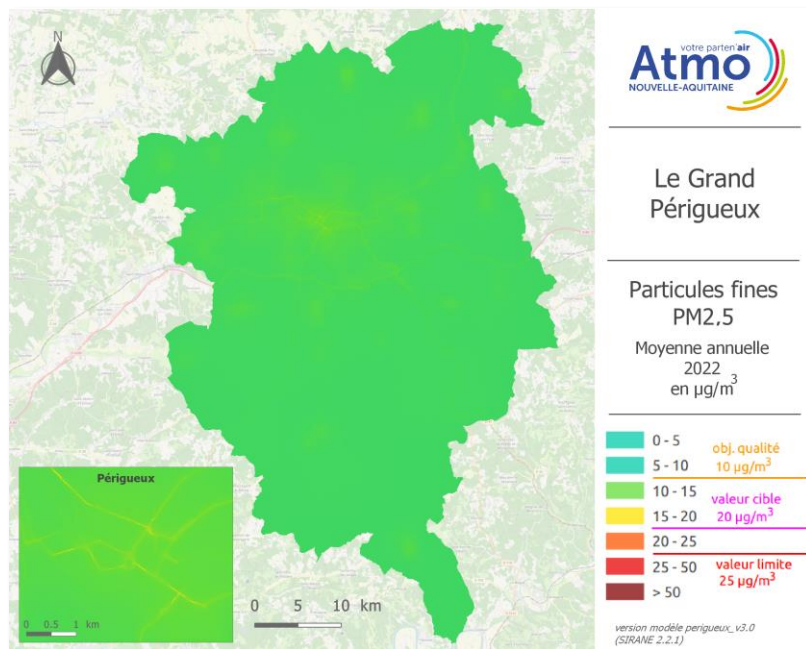 N
votre parten'air
Atmo
NOUVELLE-AQUITAINE
Le Grand
Périgueux
Particules fines
PM2,5
Moyenne annuelle
2022
en µg/m³
0 - 5
5 - 10
10 - 15
15 - 20
20 - 25
25 - 50
> 50
obj. qualité
10 µg/m³
valeur cible
20 µg/m³
valeur limite
25 µg/m³
Périgueux
0 0.5 1 km
0 5 10 km
version modèle perigueux_v3.0
(SIRANE 2.2.1)